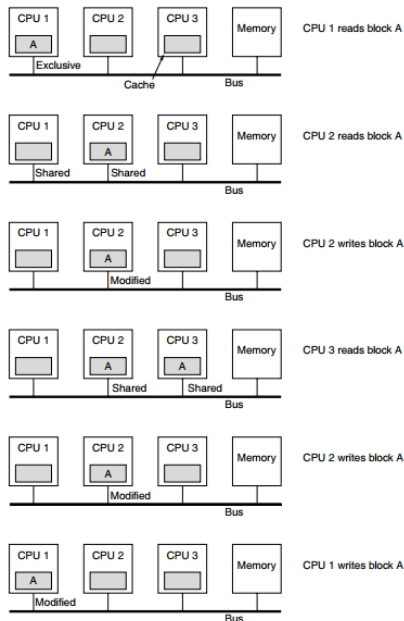 CPU 1 CPU 2 CPU 3 Memory CPU 1 reads block A
A
Exclusive
Cache Bus
CPU 1 CPU 2 CPU 3 Memory CPU 2 reads block A
A
Shared Shared
Bus
CPU 1 CPU 2 CPU 3 Memory CPU 2 writes block A
A
Modified
Bus
CPU 1 CPU 2 CPU 3 Memory CPU 3 reads block A
A A
Shared Shared
Bus
CPU 1 CPU 2 CPU 3 Memory CPU 2 writes block A
A
Modified
Bus
CPU 1 CPU 2 CPU 3 Memory CPU 1 writes block A
A
Modified
Bus